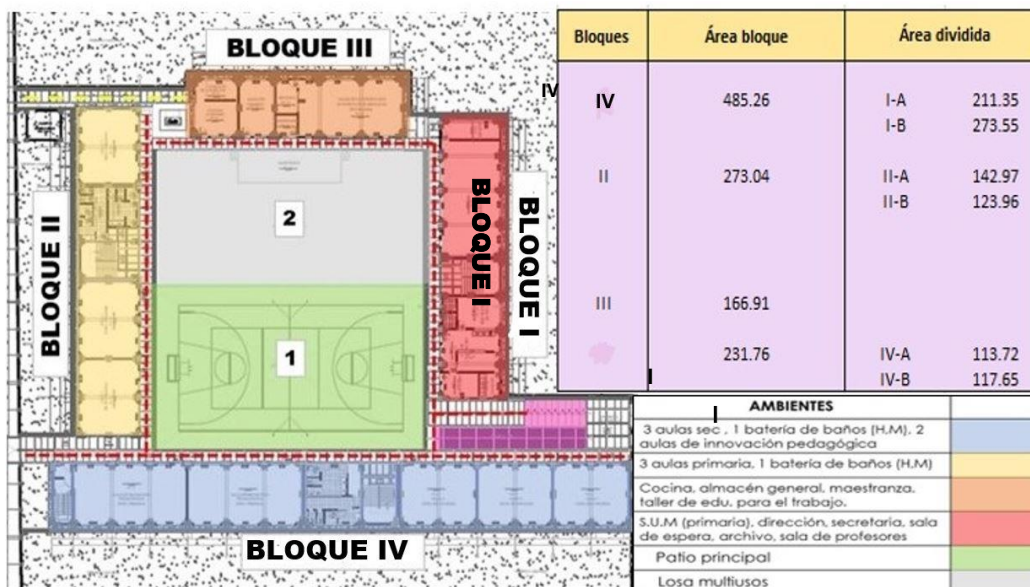 BLOQUE III
BLOQUE II
2
1
BLOQUE I
BLOQUE I
BLOQUE IV
Bloques Área bloque Área dividida
IV
IV 485.26 I-A 211.35
I-B 273.55
II 273.04 II-A 142.97
II-B 123.96
III 166.91
231.76 IV-A 113.72
I IV-B 117.65
I
AMBIENTES
3 aulas sec , 1 batería de baños (H,M), 2
aulas de innovación pedagógica
3 aulas primaria, 1 batería de baños (H,M)
Cocina, almacén general, maestranza,
taller de edu. para el trabajo.
S.U.M (primaria), dirección, secretaria, sala
de espera, archivo, sala de profesores
Patio principal
Losa multiusos